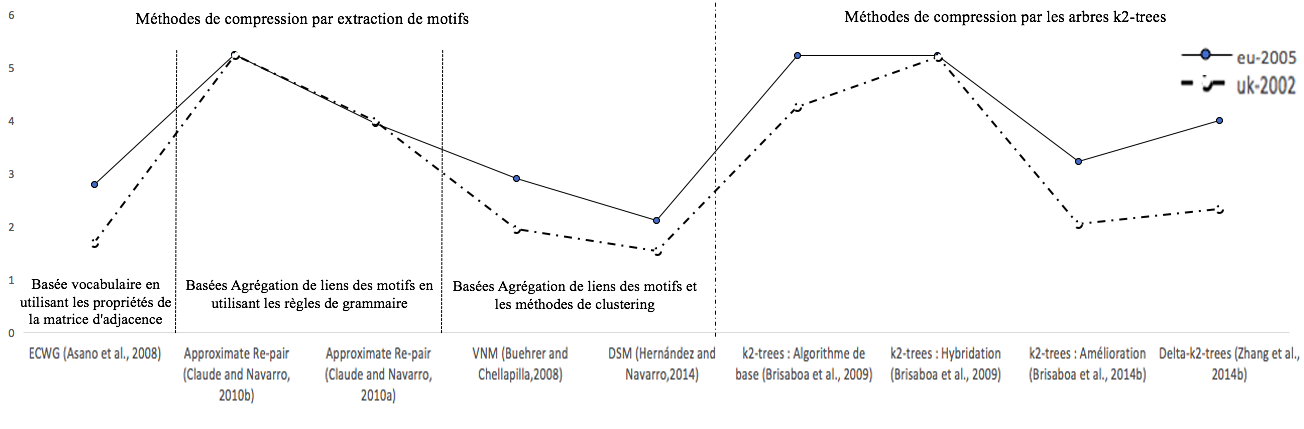 Méthodes de compression par extraction de motifs
Méthodes de compression par les arbres k2-trees
6
5
4
3
2
1
0
eu-2005
uk-2002
Basée vocabulaire en
utilisant les propriétés de
la matrice d'adjacence
Basées Agrégation de liens des motifs en
utilisant les règles de grammaire
Basées Agrégation de liens des motifs et
les méthodes de clustering
ECWG (Asano et al., 2008)
Approximate Re-pair
(Claude and Navarro,
2010b)
Approximate Re-pair
(Claude and Navarro,
2010a)
VNM (Buehrer and
Chellapilla,2008)
DSM (Hernández and
Navarro,2014)
k2-trees : Algorithme de
base (Brisaboa et al., 2009)
k2-trees : Hybridation
(Brisaboa et al., 2009)
k2-trees : Amélioration
(Brisaboa et al., 2014b)
Delta-k2-trees (Zhang et al.,
2014b)